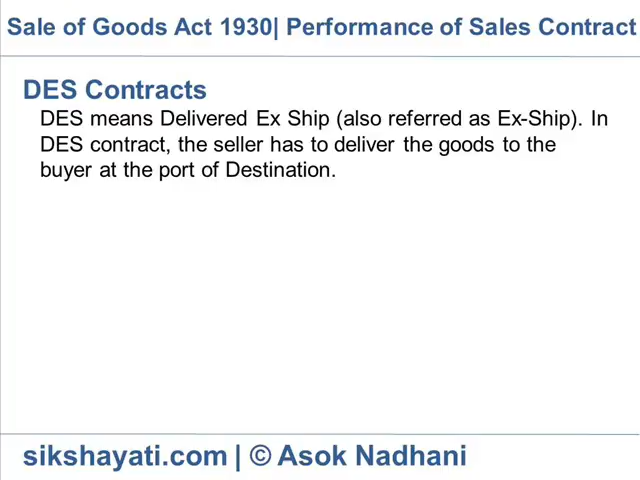 Sale of Goods Act 1930| Performance of Sales Contract
DES Contracts
DES means Delivered Ex Ship (also referred as Ex-Ship). In
DES contract, the seller has to deliver the goods to the
buyer at the port of Destination.
sikshayati.com | © Asok Nadhani